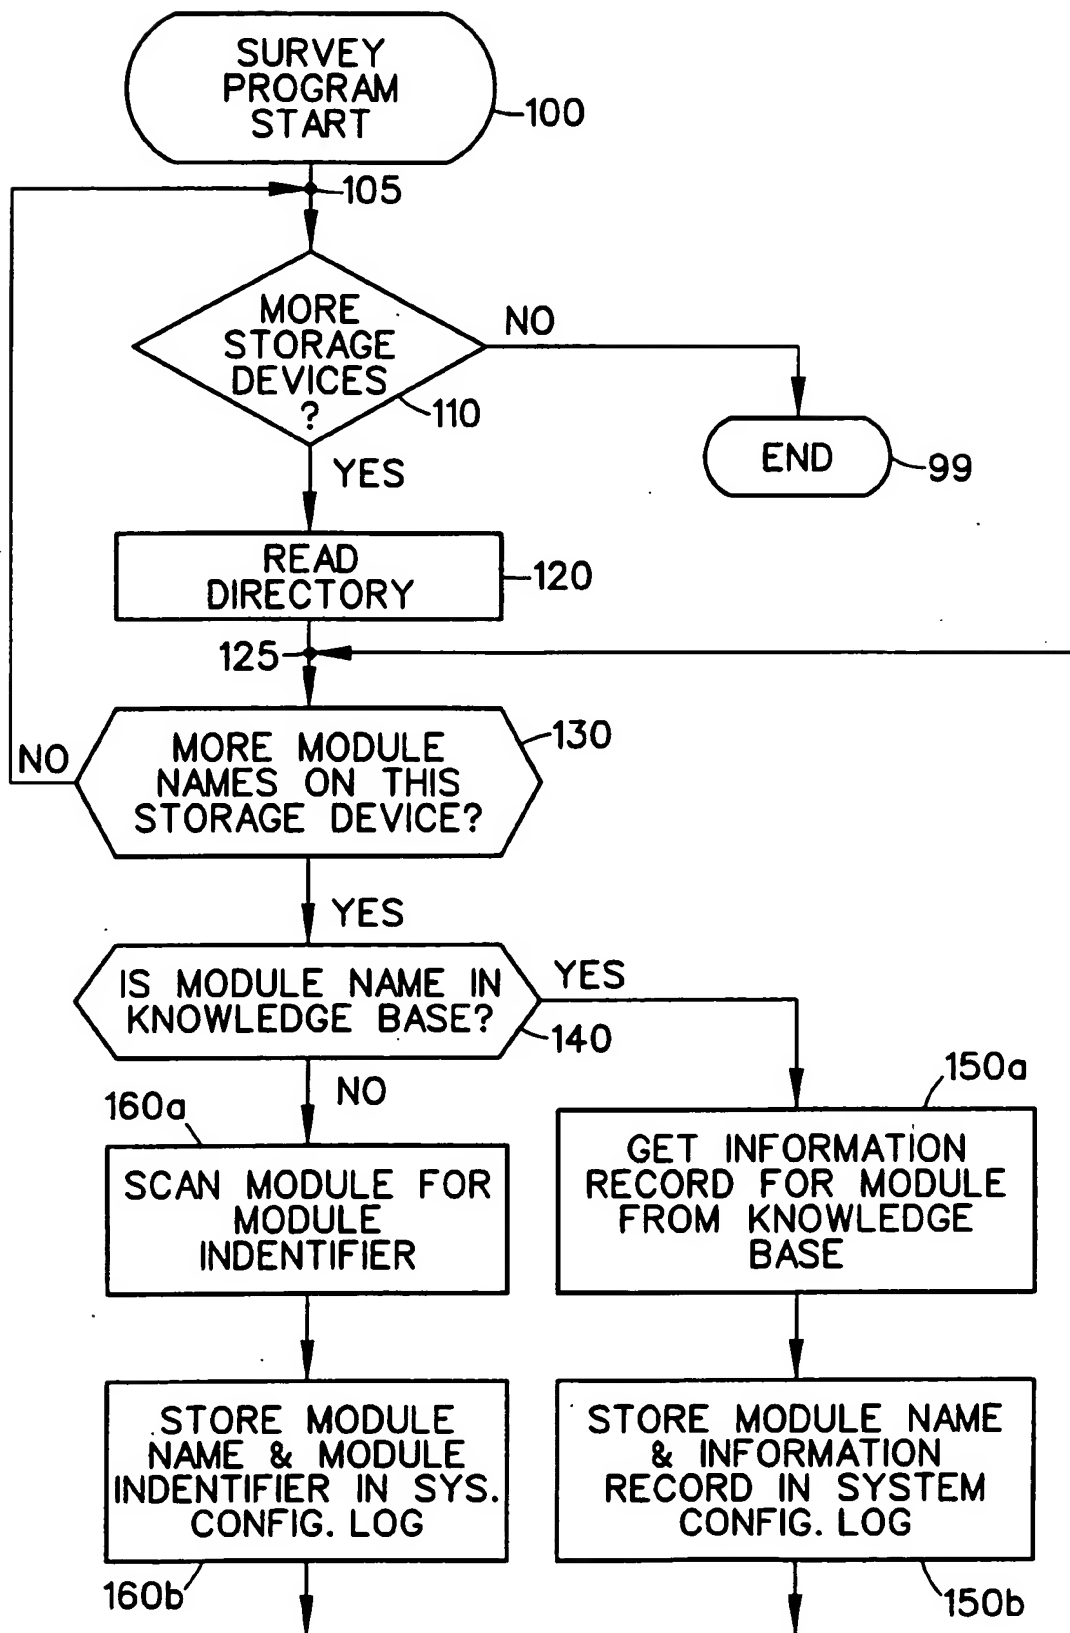 SURVEY
PROGRAM
START
100
105
MORE
STORAGE
DEVICES
?
110
NO
END
99
YES
READ
DIRECTORY
120
125
MORE MODULE
NAMES ON THIS
STORAGE DEVICE?
130
NO
YES
IS MODULE NAME IN
KNOWLEDGE BASE?
140
YES
NO
160a
SCAN MODULE FOR
MODULE
INDENTIFIER
150a
GET INFORMATION
RECORD FOR MODULE
FROM KNOWLEDGE
BASE
STORE MODULE
NAME & MODULE
INDENTIFIER IN SYS.
CONFIG. LOG
160b
STORE MODULE NAME
& INFORMATION
RECORD IN SYSTEM
CONFIG. LOG
150b